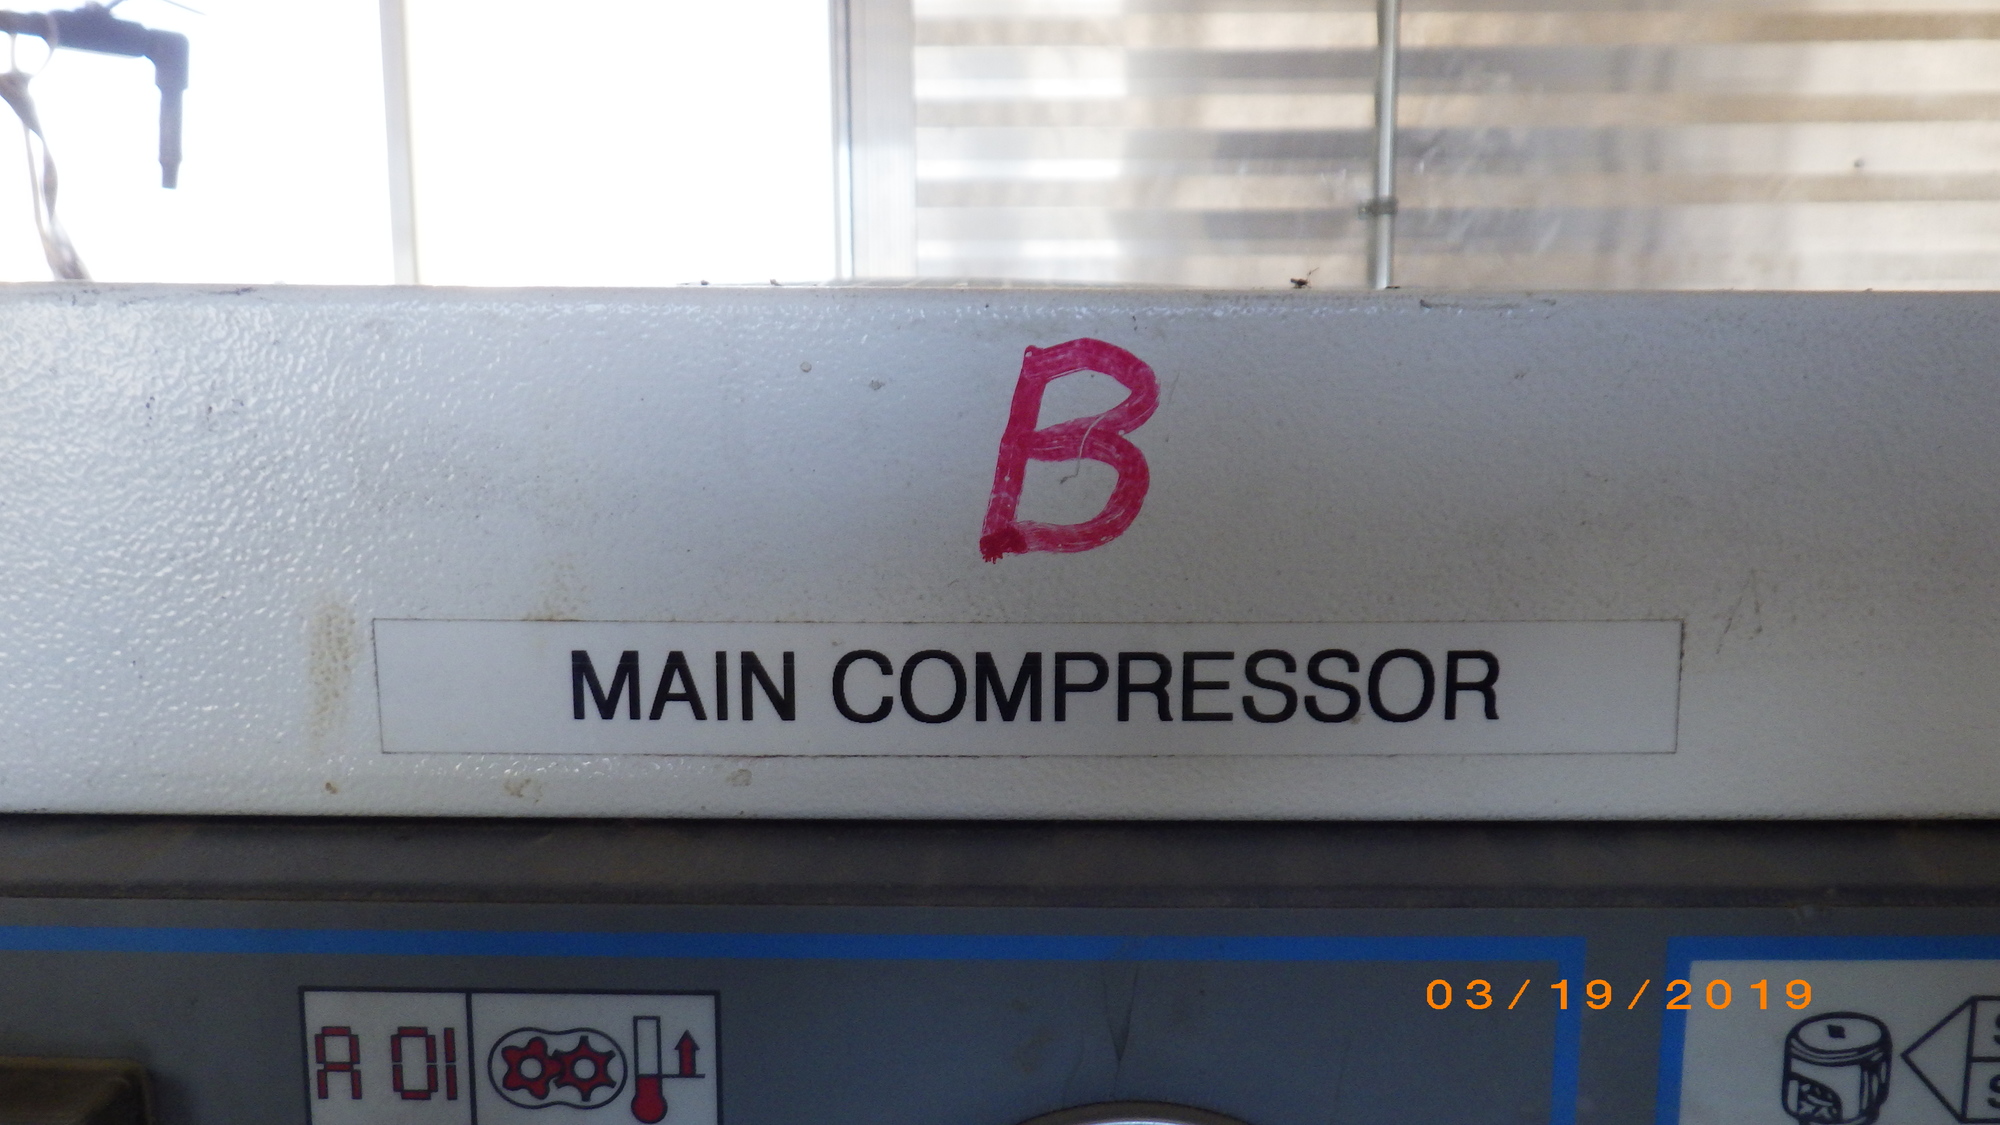 B
MAIN COMPRESSOR
03/19/2019
A 01
S
S